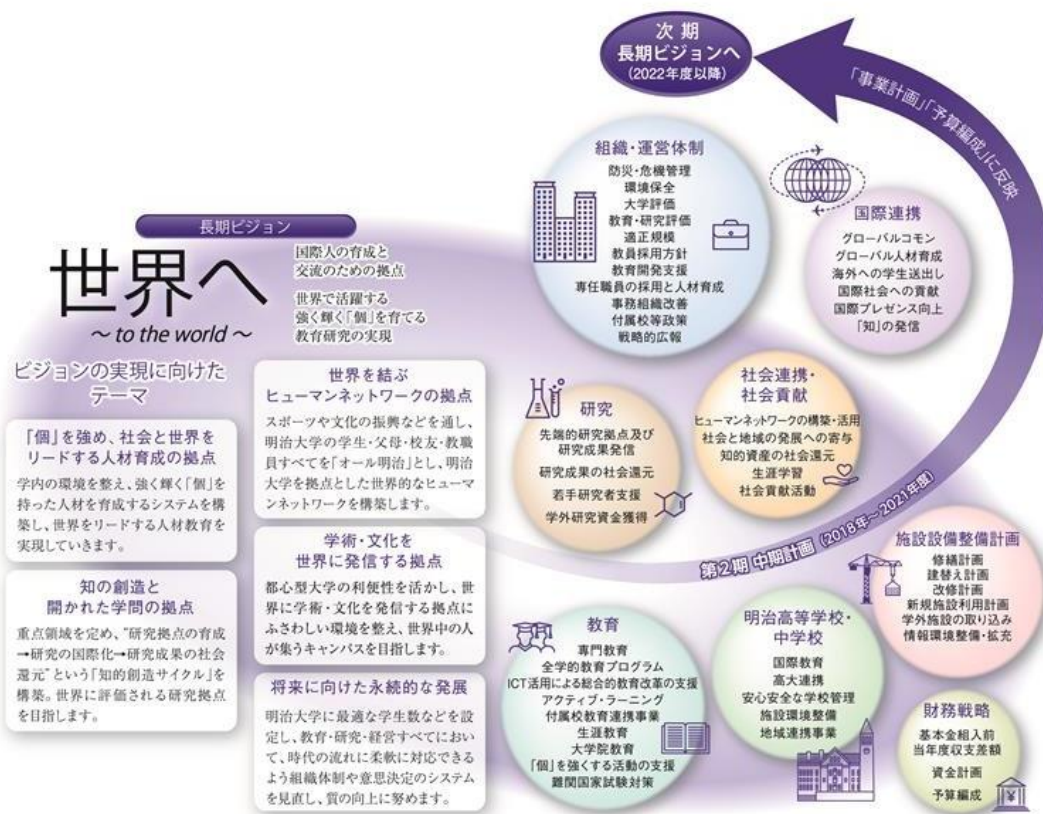 次期
長期ビジョンへ
(2022年度以降)
「事業計画」「予算編成」に反映
長期ビジョン
世界へ
～to the world～
国際人の育成と
交流のための拠点
世界で活躍する
強く輝く「個」を育てる
教育研究の実現
ビジョンの実現に向けた
テーマ
「個」を強め、社会と世界を
リードする人材育成の拠点
学内の環境を整え、強く輝く「個」を
持った人材を育成するシステムを構
築し、世界をリードする人材教育を
実現していきます。
知の創造と
開かれた学問の拠点
重点領域を定め、“研究拠点の育成
→研究の国際化→研究成果の社会
還元”という「知的創造サイクル」を
構築。世界に評価される研究拠点
を目指します。
世界を結ぶ
ヒューマンネットワークの拠点
スポーツや文化の振興などを通し、
明治大学の学生・父母・校友・教職
員すべてを「オール明治」とし、明治
大学を拠点とした世界的なヒューマ
ンネットワークを構築します。
学術・文化を
世界に発信する拠点
都心型大学の利便性を活かし、世
界に学術・文化を発信する拠点に
ふさわしい環境を整え、世界中の人
が集うキャンパスを目指します。
将来に向けた永続的な発展
明治大学に最適な学生数などを設
定し、教育・研究・経営すべてにおい
て、時代の流れに柔軟に対応できる
よう組織体制や意思決定のシステム
を見直し、質の向上に努めます。
組織・運営体制
防災・危機管理
環境保全
大学評価
教育・研究評価
適正規模
教員採用方針
教育開発支援
専任職員の採用と人材育成
事務組織改善
付属校等政策
戦略的広報
国際連携
グローバルコモン
グローバル人材育成
海外への学生送出し
国際社会への貢献
国際プレゼンス向上
「知」の発信
研究
先端的研究拠点及び
研究成果発信
研究成果の社会還元
若手研究者支援
学外研究資金獲得
社会連携・
社会貢献
ヒューマンネットワークの構築・活用
社会と地域の発展への寄与
知的資産の社会還元
生涯学習
社会貢献活動
第2期 中期計画 (2018年～2021年度)
施設設備整備計画
修繕計画
建替え計画
改修計画
新規施設利用計画
学外施設の取り込み
情報環境整備・拡充
教育
専門教育
全学的教育プログラム
ICT活用による総合的教育改革の支援
アクティブ・ラーニング
付属校教育連携事業
生涯教育
大学院教育
「個」を強くする活動の支援
難関国家試験対策
明治高等学校・
中学校
国際教育
高大連携
安心安全な学校管理
施設環境整備
地域連携事業
財務戦略
基本金組入前
当年度収支差額
資金計画
予算編成
¥